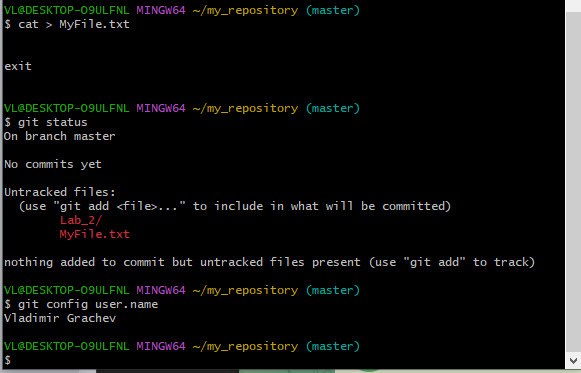 VL@DESKTOP-O9ULFNL MINGW64 ~/my_repository (master)
$ cat > MyFile.txt
exit
VL@DESKTOP-O9ULFNL MINGW64 ~/my_repository (master)
$ git status
On branch master
No commits yet
Untracked files:
  (use "git add <file>..." to include in what will be committed)
        Lab_2/
        MyFile.txt
nothing added to commit but untracked files present (use "git add" to track)
VL@DESKTOP-O9ULFNL MINGW64 ~/my_repository (master)
$ git config user.name
Vladimir Grachev
VL@DESKTOP-O9ULFNL MINGW64 ~/my_repository (master)
$